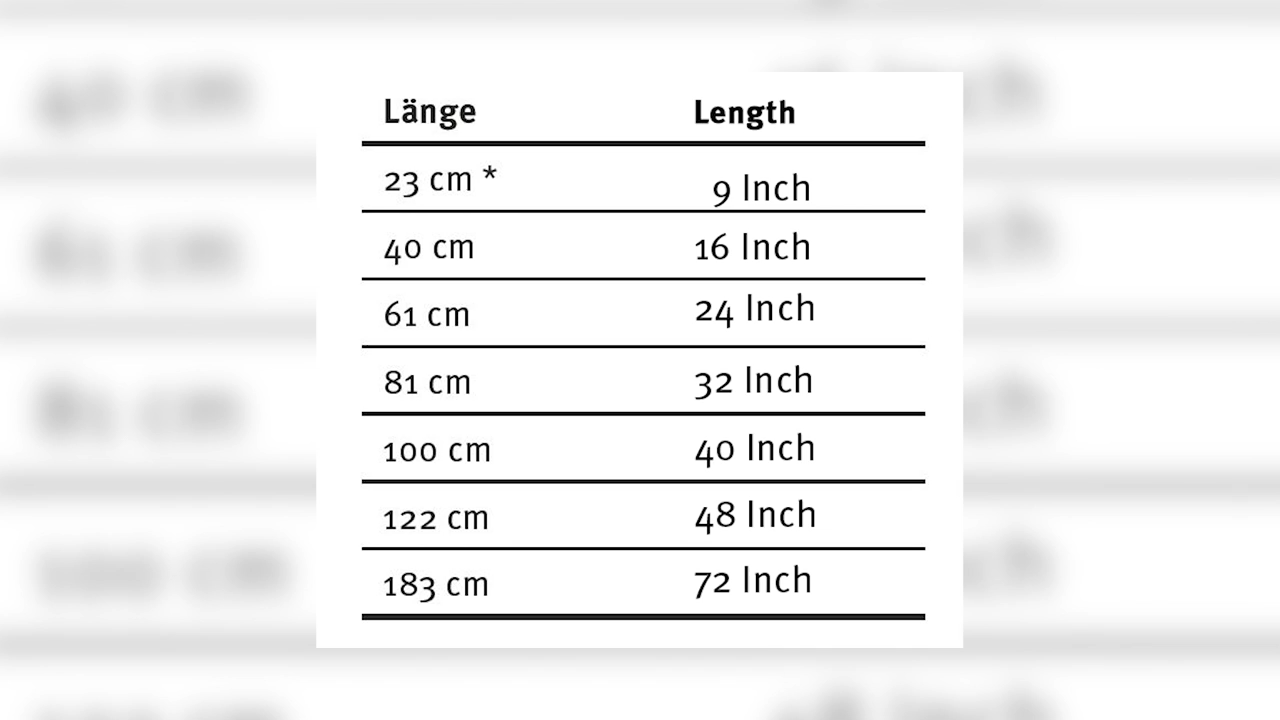 Länge Length
23 cm * 9 Inch
40 cm 16 Inch
61 cm 24 Inch
81 cm 32 Inch
100 cm 40 Inch
122 cm 48 Inch
183 cm 72 Inch